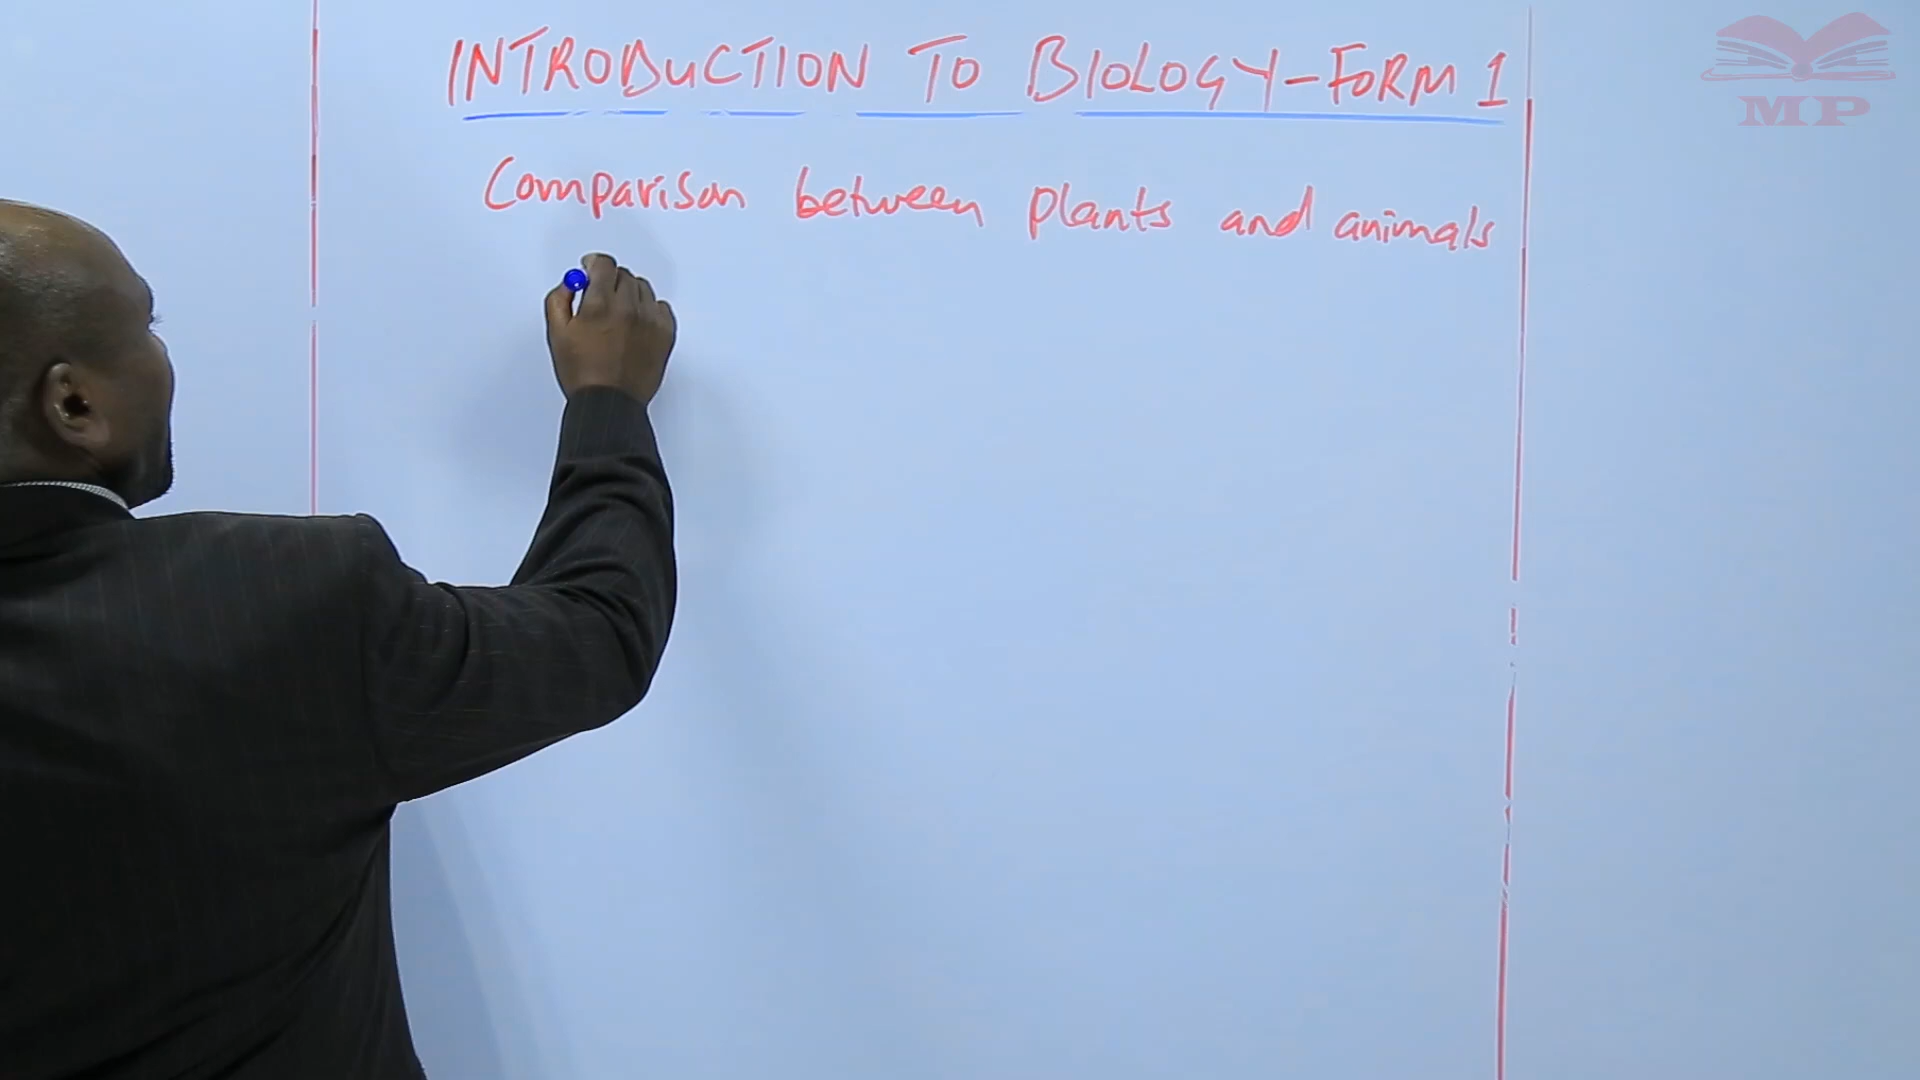 INTRODUCTION TO BIOLOGY-FORM 1
Comparison between plants and animals
MP